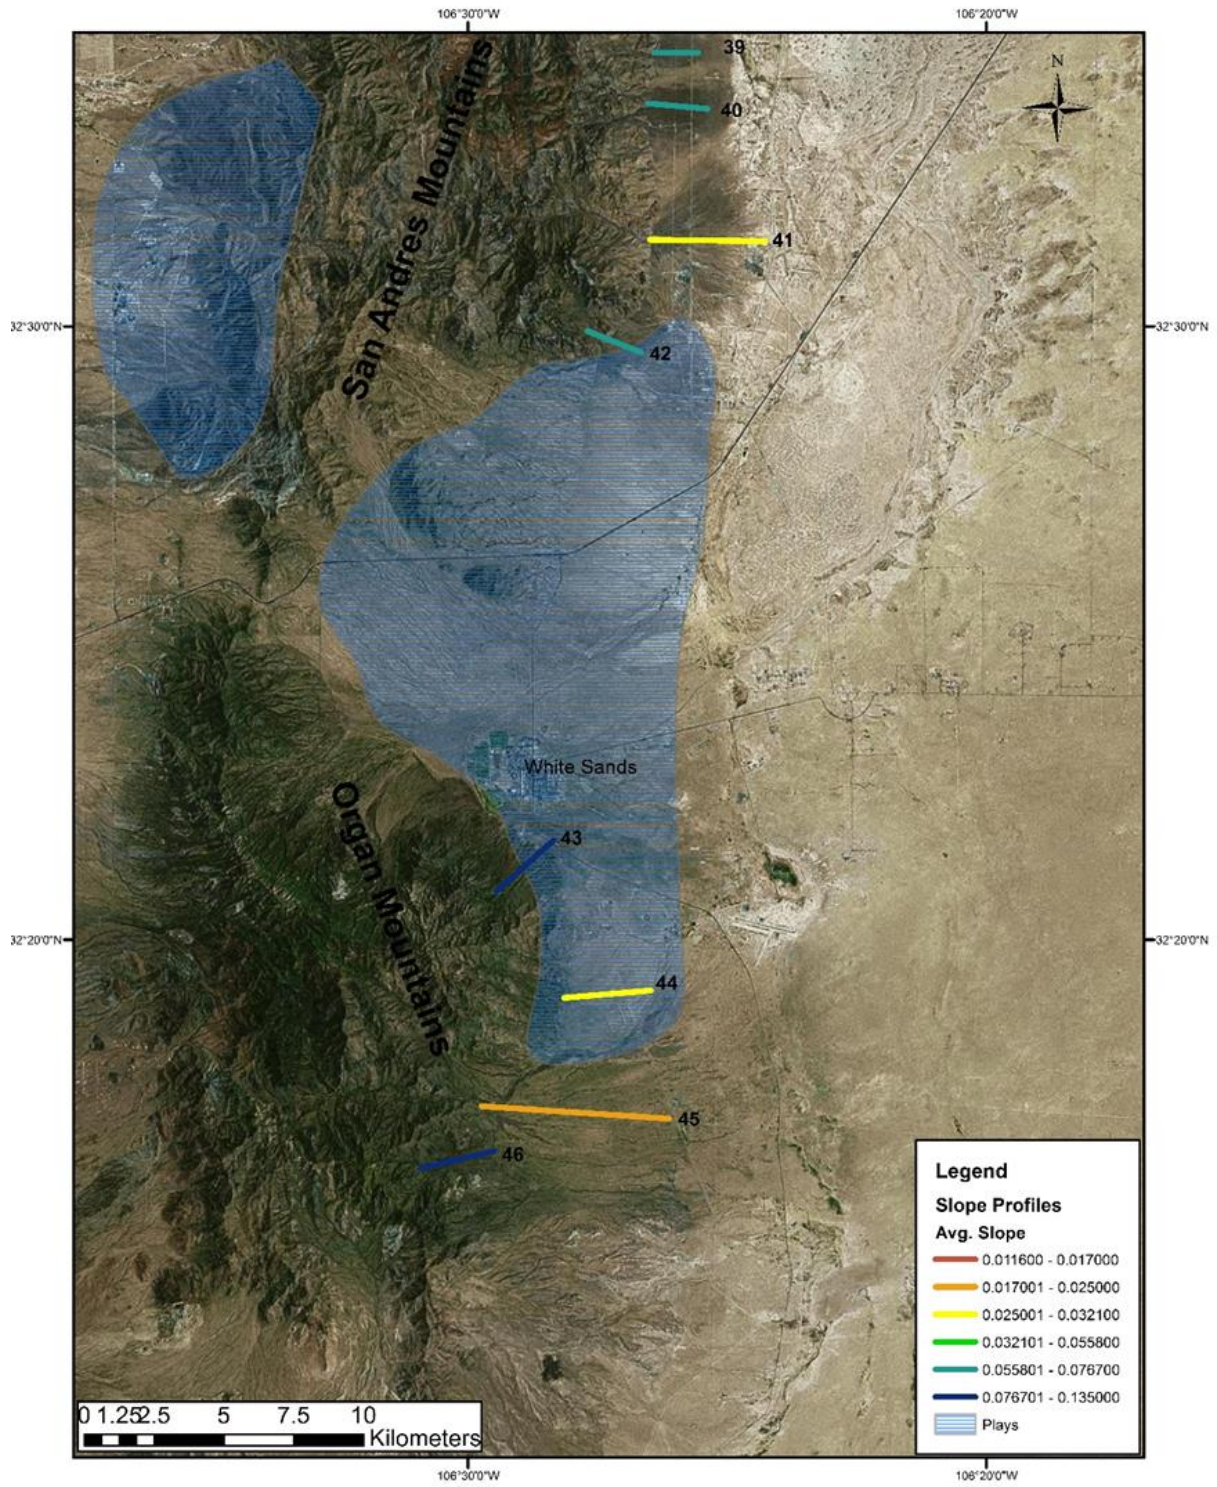 106°30'0"W
106°20'0"W
39
N
40
San Andres Mountains
41
32°30'0"N
32°30'0"N
42
White Sands
43
Organ Mountains
32°20'0"N
32°20'0"N
44
45
46
Legend
Slope Profiles
Avg. Slope
0.011600 - 0.017000
0.017001 - 0.025000
0.025001 - 0.032100
0.032101 - 0.055800
0.055801 - 0.076700
0.076701 - 0.135000
Plays
0 1.25 2.5 5 7.5 10
Kilometers
106°30'0"W
106°20'0"W